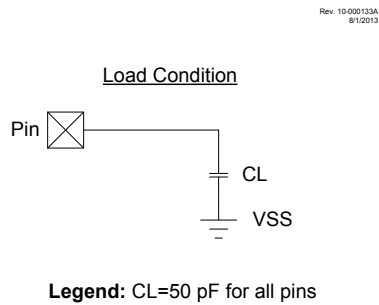 Rev. 10-000133A
8/1/2013
Load Condition
Pin
CL
VSS
Legend: CL=50 pF for all pins